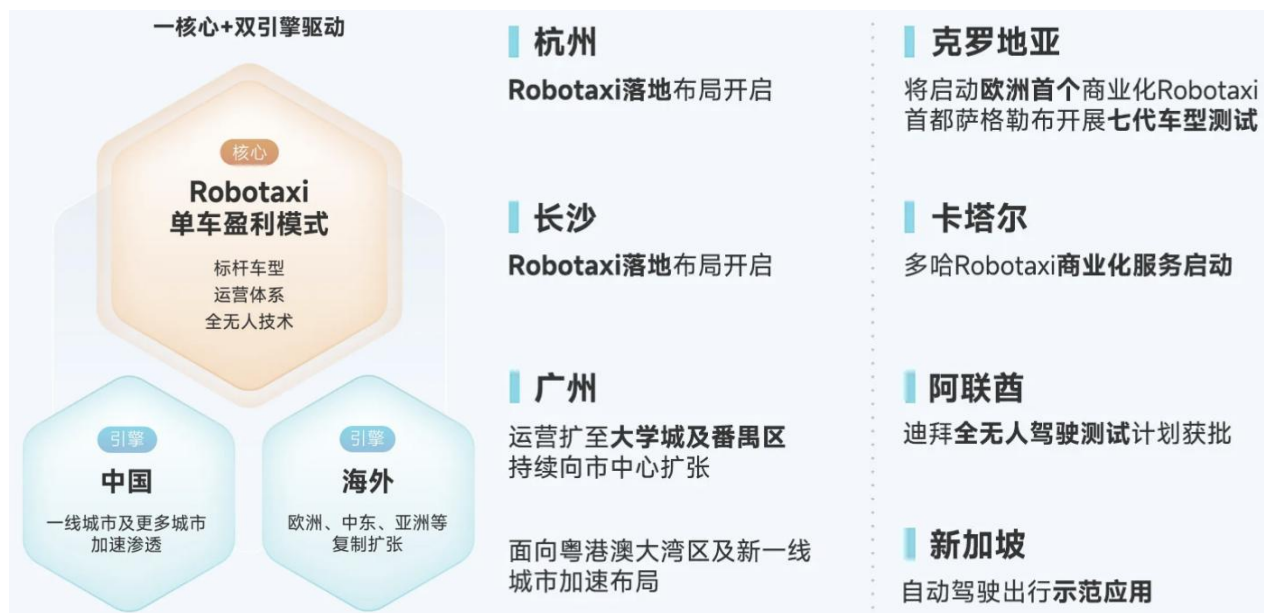 一核心+双引擎驱动
核心
Robotaxi
单车盈利模式
标杆车型
运营体系
全无人技术
引擎
中国
一线城市及更多城市
加速渗透
引擎
海外
欧洲、中东、亚洲等
复制扩张
杭州
Robotaxi落地布局开启
长沙
Robotaxi落地布局开启
广州
运营扩至大学城及番禺区
持续向市中心扩张
面向粤港澳大湾区及新一线
城市加速布局
克罗地亚
将启动欧洲首个商业化Robotaxi
首都萨格勒布开展七代车型测试
卡塔尔
多哈Robotaxi商业化服务启动
阿联酋
迪拜全无人驾驶测试计划获批
新加坡
自动驾驶出行示范应用